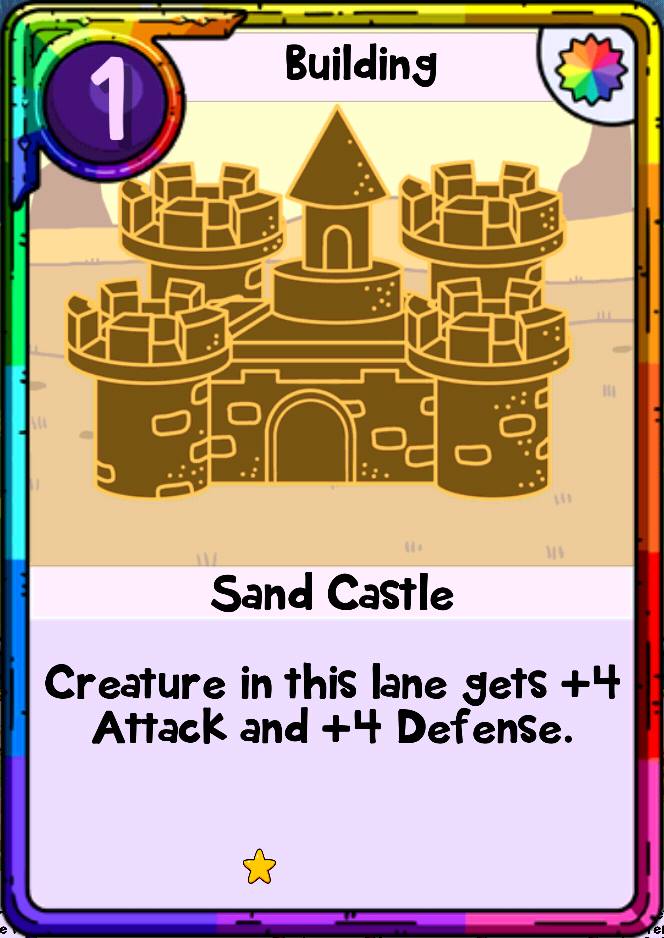 1
Building
Sand Castle
Creature in this lane gets +4
Attack and +4 Defense.